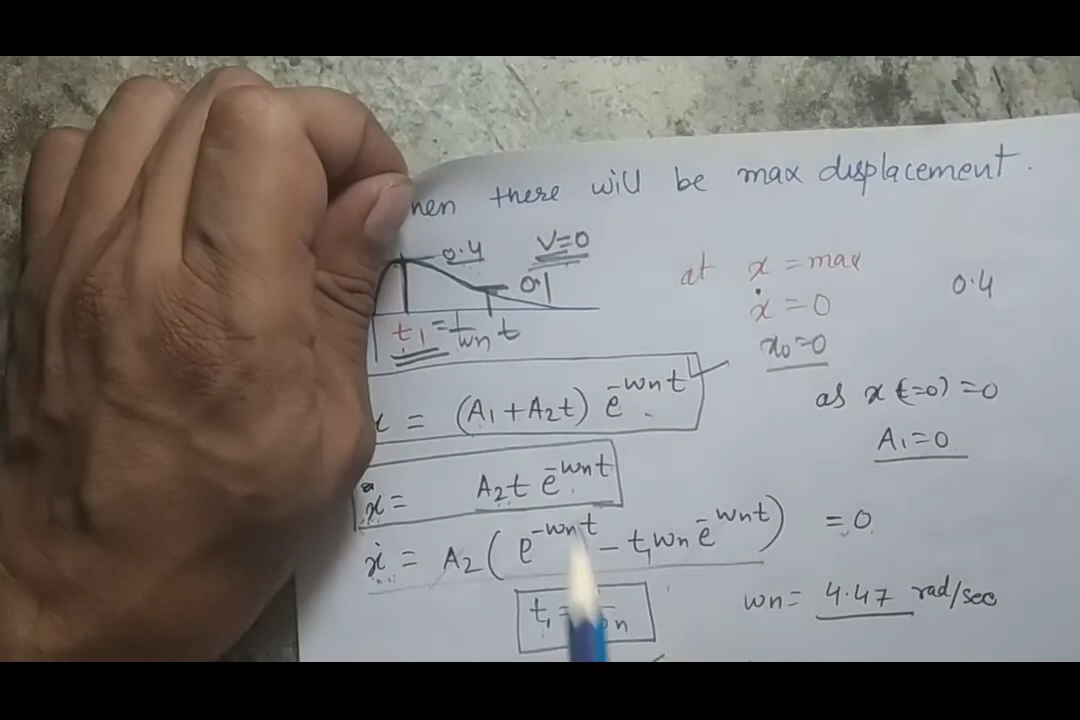 hen there will be max displacement.
0.4 V=0
0.1
t₁ = 1/wn t
at x = max
ẋ = 0
x₀=0
0.4
x = (A₁+A₂t) e^-wnt
as x (t=0) = 0
A₁=0
x = A₂t e^-wnt
ẋ = A₂ ( e^-wnt - t₁wn e^-wnt ) = 0
t₁ = n
wn = 4.47 rad/sec